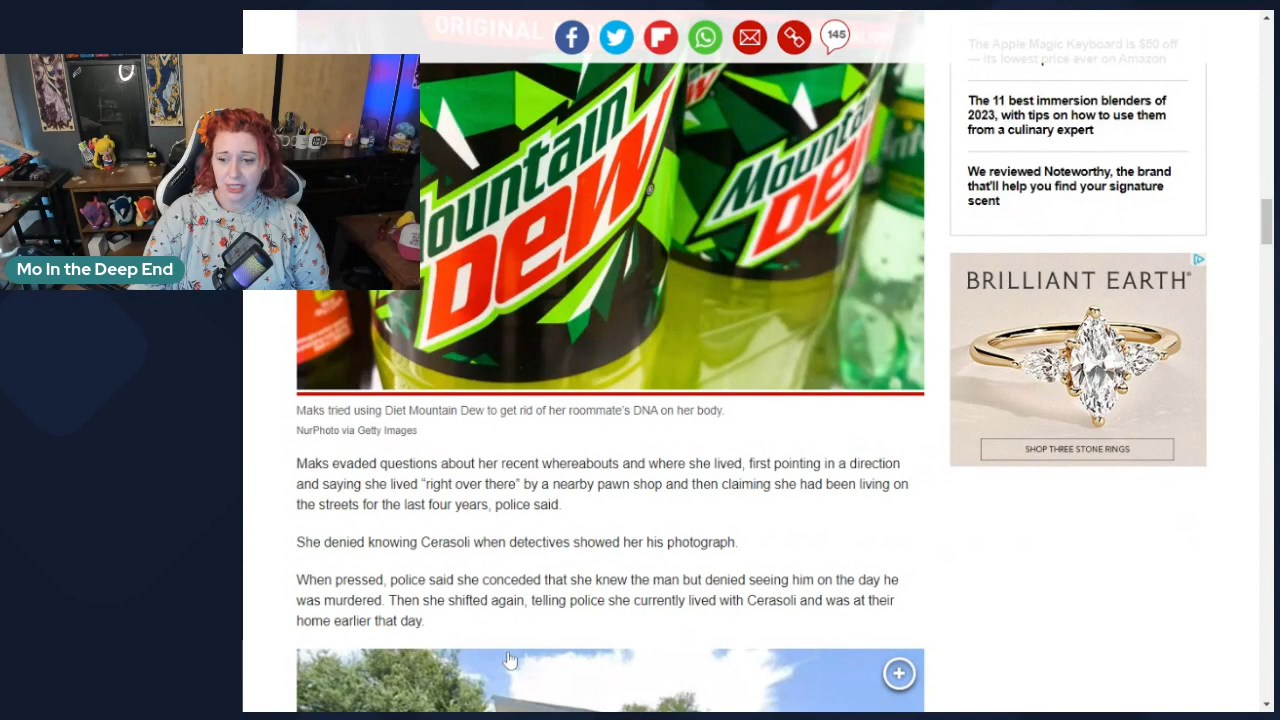 ORIGINAL
145
The Apple Magic Keyboard is $50 off
— its lowest price ever on Amazon
The 11 best immersion blenders of
2023, with tips on how to use them
from a culinary expert
We reviewed Noteworthy, the brand
that'll help you find your signature
scent
Mountain
DEW
Mounta
De
Mo In the Deep End
BRILLIANT EARTH®
SHOP THREE STONE RINGS
Maks tried using Diet Mountain Dew to get rid of her roommate's DNA on her body.
NurPhoto via Getty Images
Maks evaded questions about her recent whereabouts and where she lived, first pointing in a direction
and saying she lived “right over there” by a nearby pawn shop and then claiming she had been living on
the streets for the last four years, police said.
She denied knowing Cerasoli when detectives showed her his photograph.
When pressed, police said she conceded that she knew the man but denied seeing him on the day he
was murdered. Then she shifted again, telling police she currently lived with Cerasoli and was at their
home earlier that day.